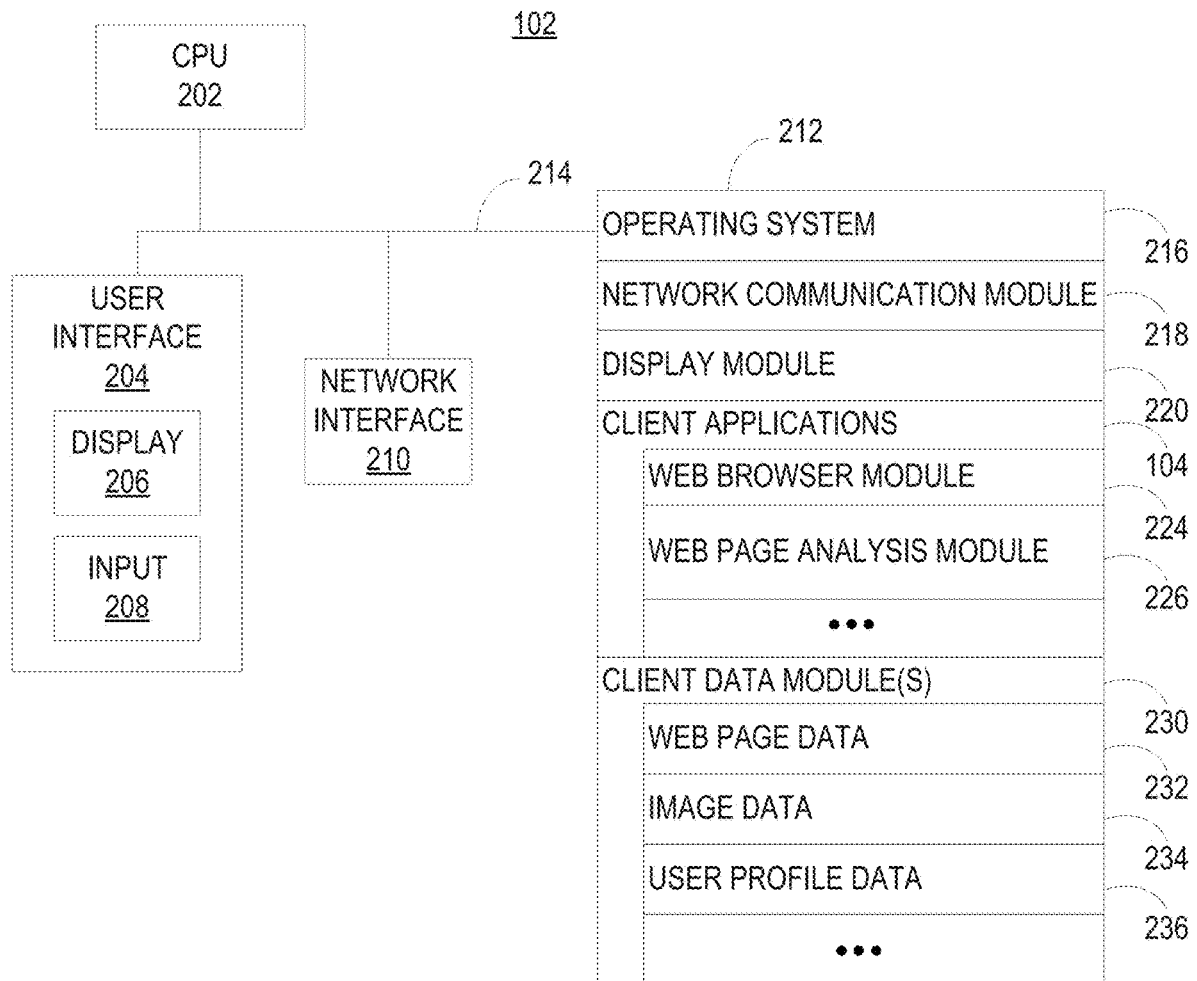 102
CPU
202
214
212
USER
INTERFACE
204
DISPLAY
206
INPUT
208
NETWORK
INTERFACE
210
OPERATING SYSTEM
216
NETWORK COMMUNICATION MODULE
218
DISPLAY MODULE
220
CLIENT APPLICATIONS
104
WEB BROWSER MODULE
224
WEB PAGE ANALYSIS MODULE
226
•••
CLIENT DATA MODULE(S)
230
WEB PAGE DATA
232
IMAGE DATA
234
USER PROFILE DATA
236
•••